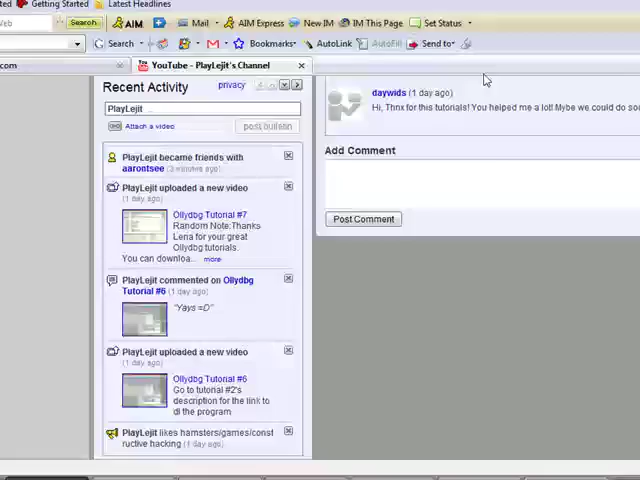 Getting Started Latest Headlines
Web Search AIM Mail AIM Express New IM IM This Page Set Status
Search Bookmarks AutoLink AutoFill Send to
.com YouTube - PlayLejit's Channel
Recent Activity privacy
PlayLejit
Attach a video post bulletin
PlayLejit became friends with
aarontsee (3 minutes ago)
PlayLejit uploaded a new video
(1 day ago)
Ollydbg Tutorial #7
Random Note:Thanks
Lena for your great
Ollydbg tutorials.
You can downloa... more
PlayLejit commented on Ollydbg
Tutorial #6 (1 day ago)
"Yays =D"
PlayLejit uploaded a new video
(1 day ago)
Ollydbg Tutorial #6
Go to tutorial #2's
description for the link to
dl the program
PlayLejit likes hamsters/games/const
ructive hacking (1 day ago)
daywids (1 day ago)
Hi, Thnx for this tutorials! You helped me a lot! Mybe we could do so
Add Comment
Post Comment